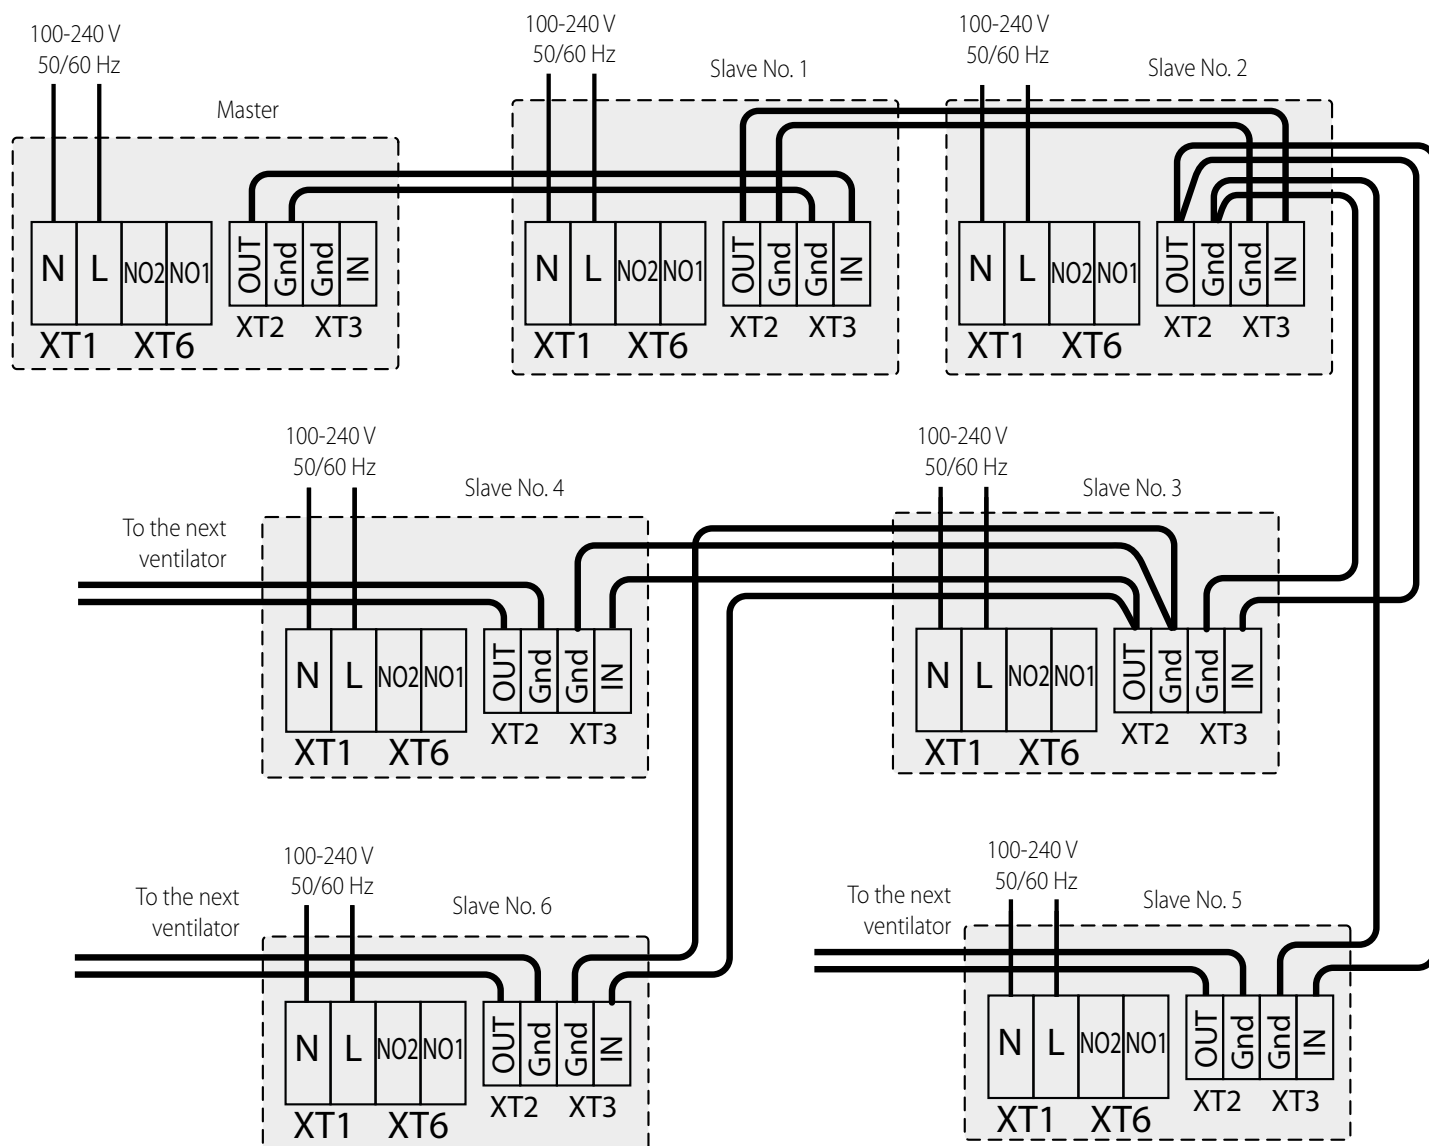 100-240 V
50/60 Hz
Master
N L NO2 NO1 OUT Gnd Gnd IN
XT1 XT6 XT2 XT3
100-240 V
50/60 Hz
Slave No. 1
N L NO2 NO1 OUT Gnd Gnd IN
XT1 XT6 XT2 XT3
100-240 V
50/60 Hz
Slave No. 2
N L NO2 NO1 OUT Gnd Gnd IN
XT1 XT6 XT2 XT3
100-240 V
50/60 Hz
Slave No. 4
To the next
ventilator
N L NO2 NO1 OUT Gnd Gnd IN
XT1 XT6 XT2 XT3
100-240 V
50/60 Hz
Slave No. 3
N L NO2 NO1 OUT Gnd Gnd IN
XT1 XT6 XT2 XT3
100-240 V
50/60 Hz
Slave No. 6
To the next
ventilator
N L NO2 NO1 OUT Gnd Gnd IN
XT1 XT6 XT2 XT3
100-240 V
50/60 Hz
Slave No. 5
To the next
ventilator
N L NO2 NO1 OUT Gnd Gnd IN
XT1 XT6 XT2 XT3